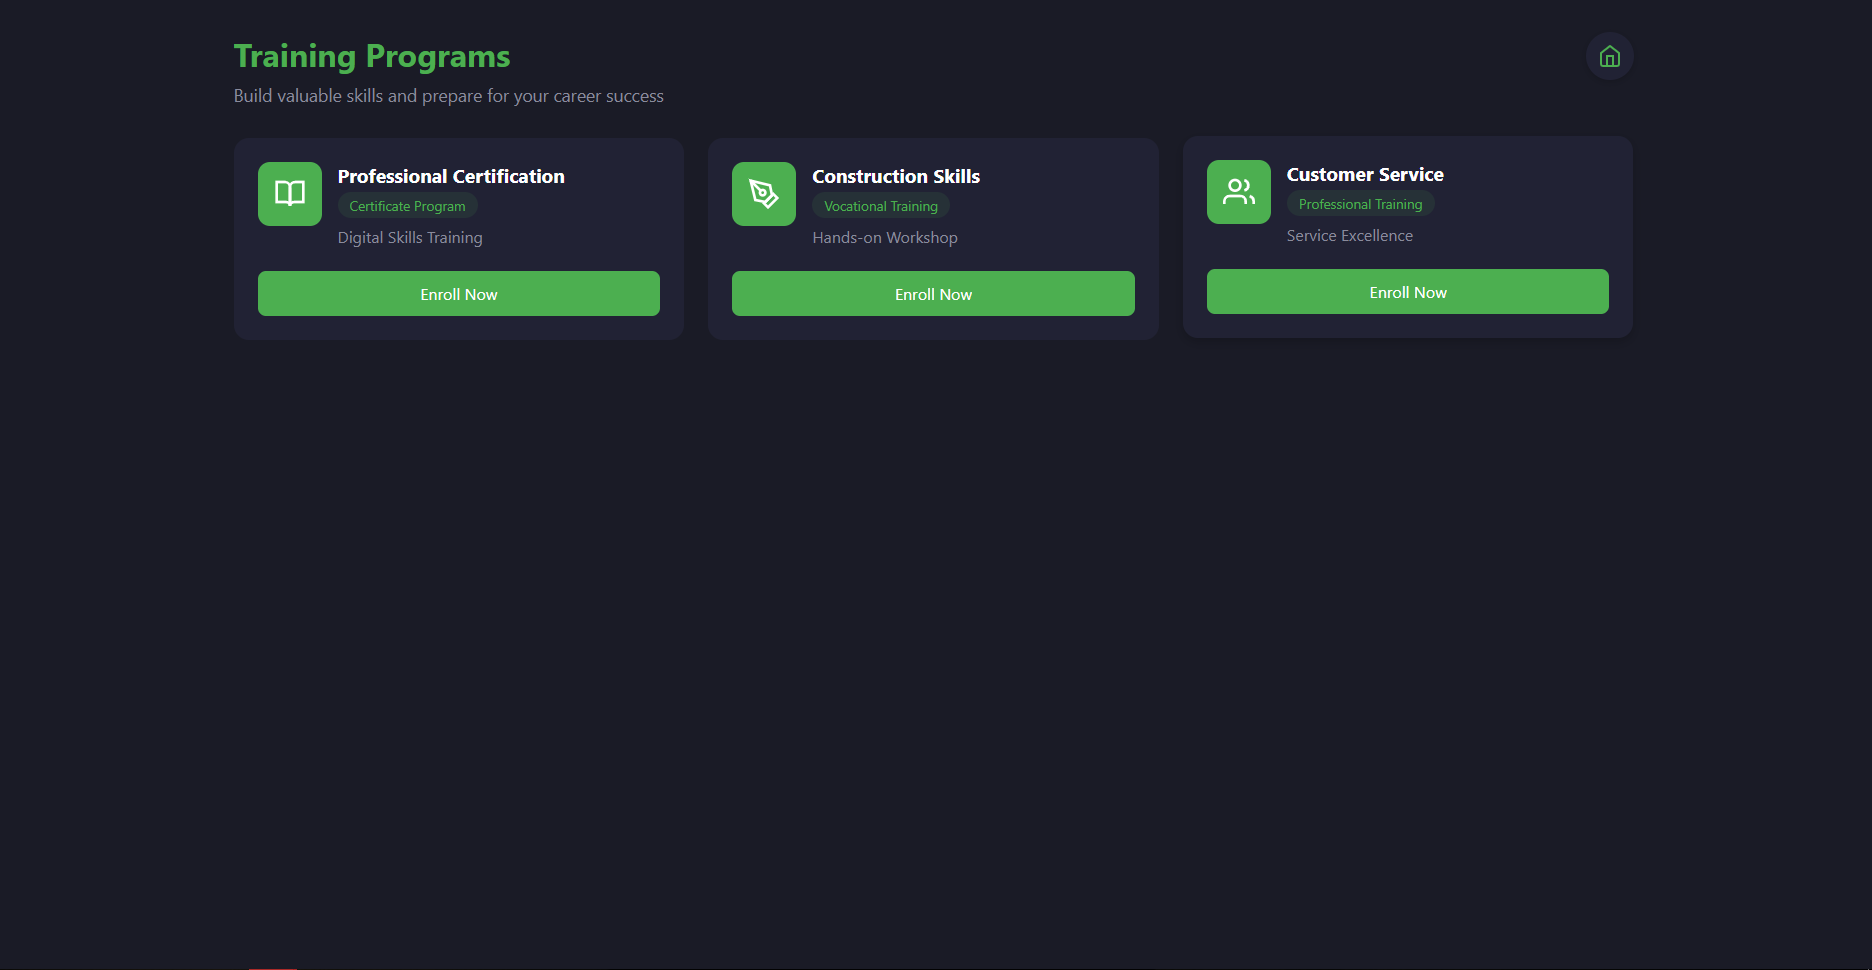 Training Programs
Build valuable skills and prepare for your career success
Professional Certification
Certificate Program
Digital Skills Training
Enroll Now
Construction Skills
Vocational Training
Hands-on Workshop
Enroll Now
Customer Service
Professional Training
Service Excellence
Enroll Now